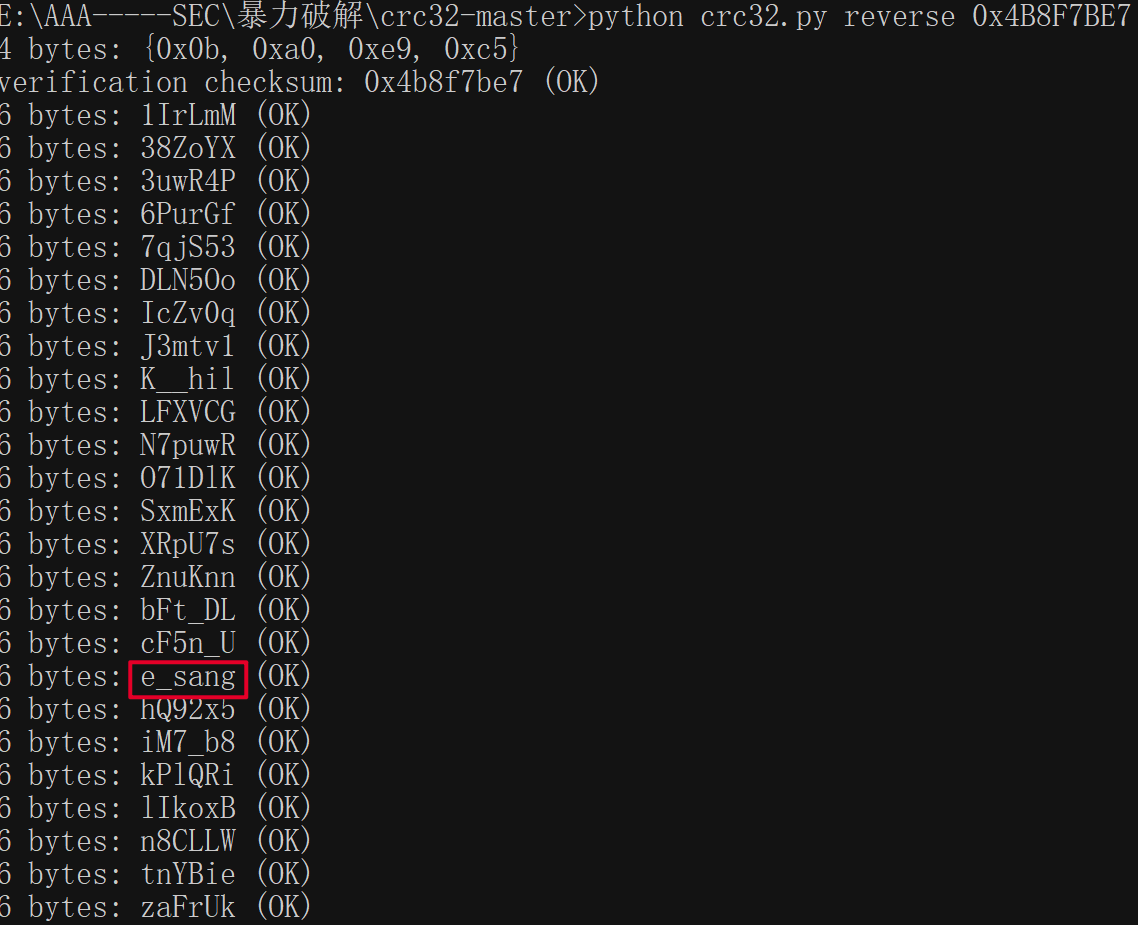 E:\AAA-----SEC\暴力破解\crc32-master>python crc32.py reverse 0x4B8F7BE7
4 bytes: {0x0b, 0xa0, 0xe9, 0xc5}
verification checksum: 0x4b8f7be7 (OK)
6 bytes: 1IrLmM (OK)
6 bytes: 38ZoYX (OK)
6 bytes: 3uwR4P (OK)
6 bytes: 6PurGf (OK)
6 bytes: 7qjS53 (OK)
6 bytes: DLN5Oo (OK)
6 bytes: IcZv0q (OK)
6 bytes: J3mtv1 (OK)
6 bytes: K__hil (OK)
6 bytes: LFXVCG (OK)
6 bytes: N7puwR (OK)
6 bytes: O71DlK (OK)
6 bytes: SxmExK (OK)
6 bytes: XRpU7s (OK)
6 bytes: ZnuKnn (OK)
6 bytes: bFt_DL (OK)
6 bytes: cF5n_U (OK)
6 bytes: e_sang (OK)
6 bytes: hQ92x5 (OK)
6 bytes: iM7_b8 (OK)
6 bytes: kPlQRi (OK)
6 bytes: lIkoxB (OK)
6 bytes: n8CLLW (OK)
6 bytes: tnYBie (OK)
6 bytes: zaFrUk (OK)